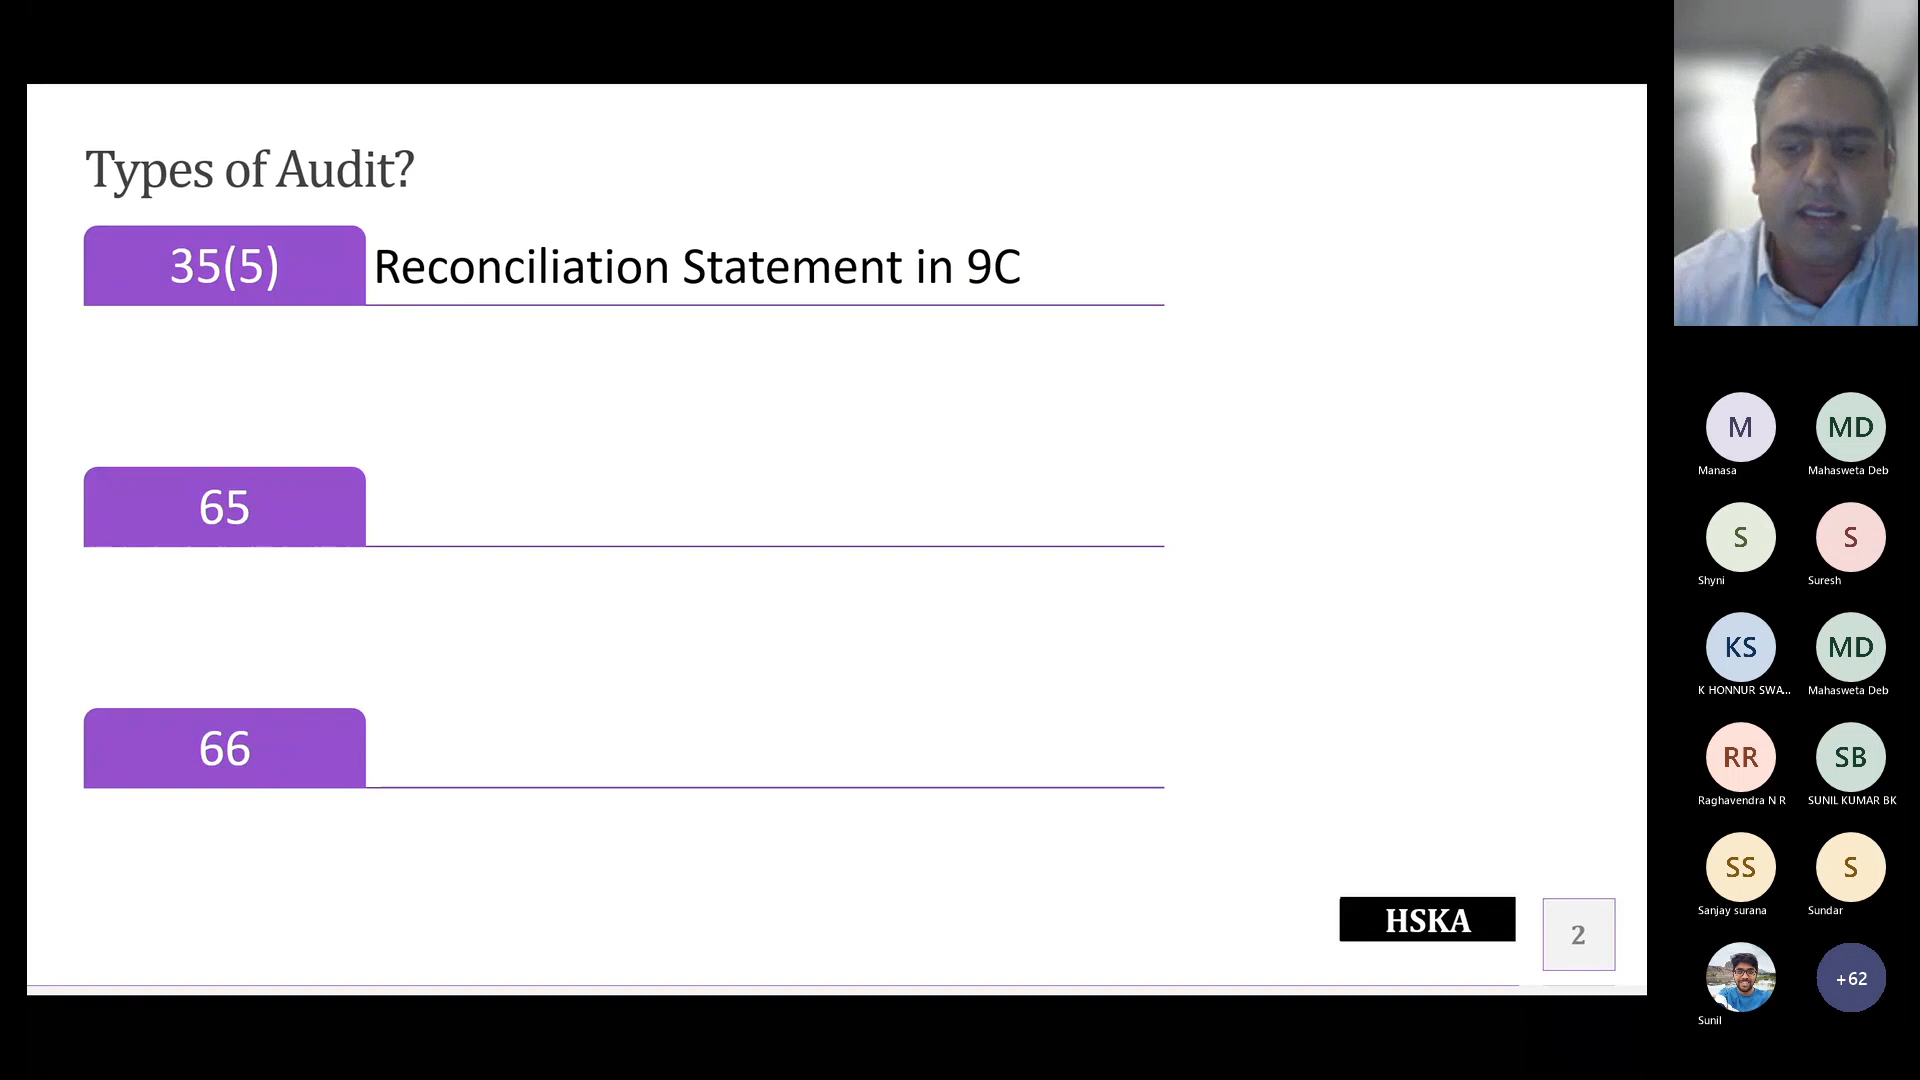 Types of Audit?
35(5)
Reconciliation Statement in 9C
65
66
HSKA
2
M
MD
Manasa
Mahasweta Deb
S
S
Shyni
Suresh
KS
MD
K HONNUR SWA...
Mahasweta Deb
RR
SB
Raghavendra N R
SUNIL KUMAR BK
SS
S
Sanjay surana
Sundar
+62
Sunil